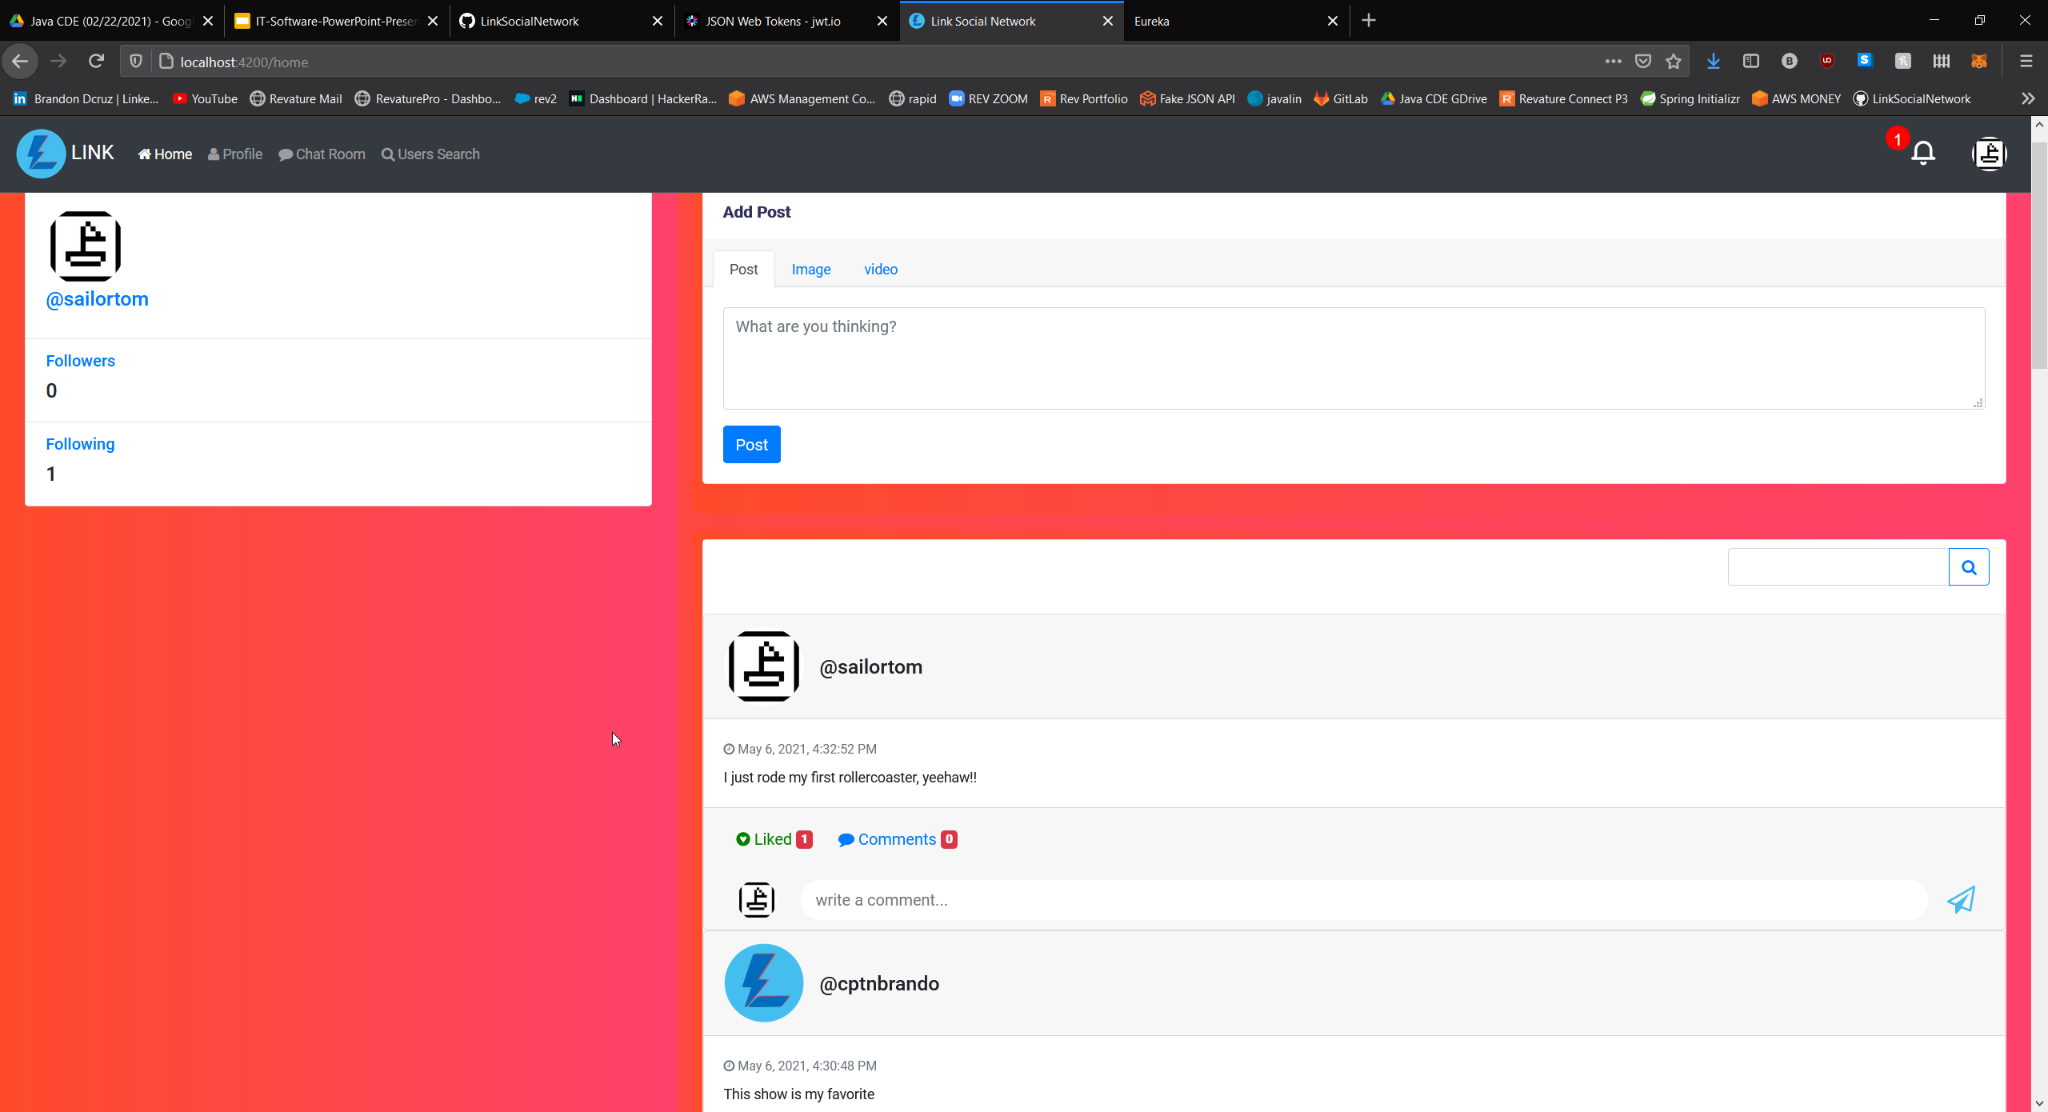 Java CDE (02/22/2021) - Goog
IT-Software-PowerPoint-Presen
LinkSocialNetwork
JSON Web Tokens - jwt.io
Link Social Network
Eureka
localhost:4200/home
Brandon Dcruz | Linke...
YouTube
Revature Mail
RevaturePro - Dashbo...
rev2
Dashboard | HackerRa...
AWS Management Co...
rapid
REV ZOOM
Rev Portfolio
Fake JSON API
javalin
GitLab
Java CDE GDrive
Revature Connect P3
Spring Initializr
AWS MONEY
LinkSocialNetwork
LINK
Home
Profile
Chat Room
Users Search
1
@sailortom
Followers
0
Following
1
Add Post
Post
Image
video
What are you thinking?
Post
@sailortom
May 6, 2021, 4:32:52 PM
I just rode my first rollercoaster, yeehaw!!
Liked 1
Comments 0
write a comment...
@cptnbrando
May 6, 2021, 4:30:48 PM
This show is my favorite